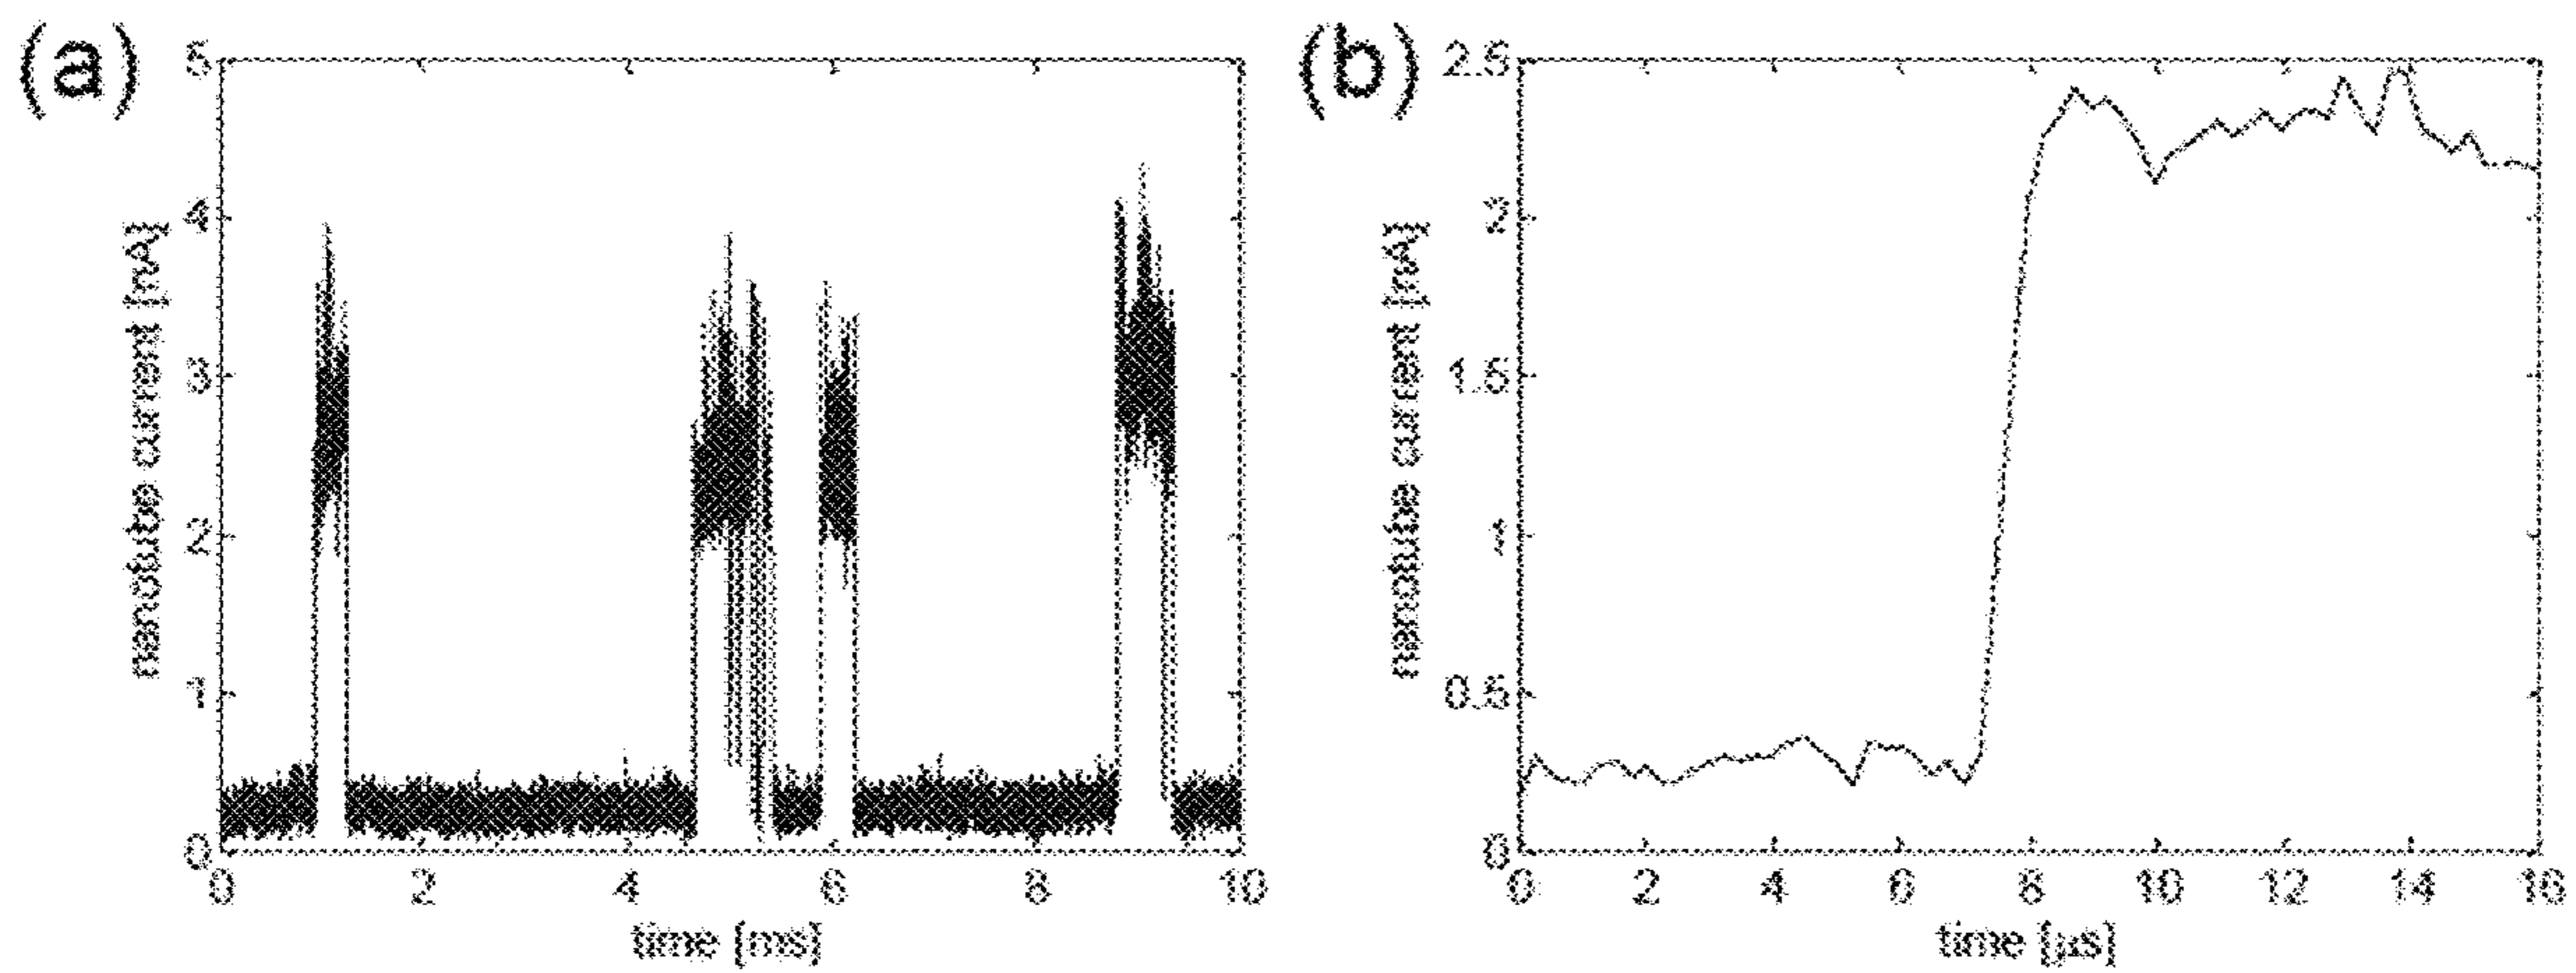 (a)
nanotube current [nA]
5
4
3
2
1
0
0 2 4 6 8 10
time [ms]
(b)
nanotube current [nA]
2.5
2
1.5
1
0.5
0
0 2 4 6 8 10 12 14 16
time [µs]